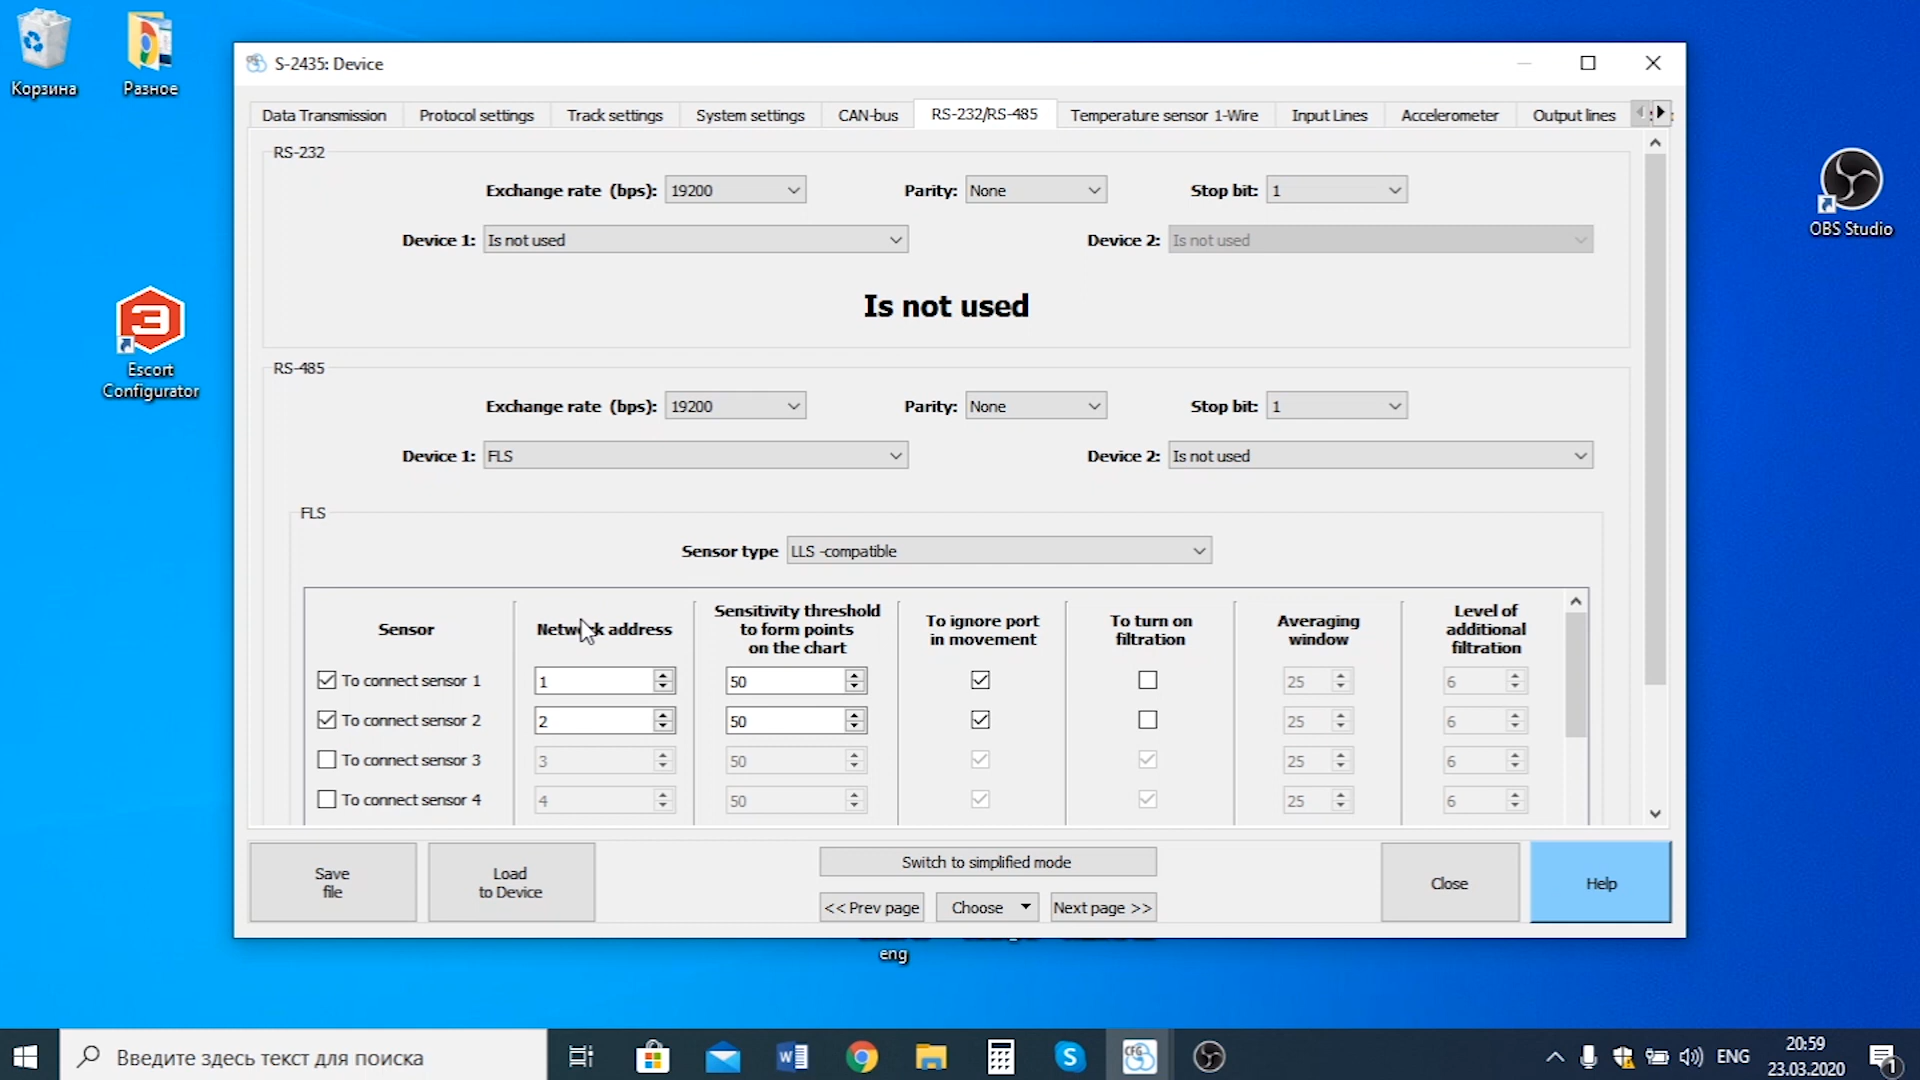 Корзина
Разное
OBS Studio
Escort
Configurator
S-2435: Device
Data Transmission
Protocol settings
Track settings
System settings
CAN-bus
RS-232/RS-485
Temperature sensor 1-Wire
Input Lines
Accelerometer
Output lines
RS-232
Exchange rate (bps): 19200
Parity: None
Stop bit: 1
Device 1: Is not used
Device 2: Is not used
Is not used
RS-485
Exchange rate (bps): 19200
Parity: None
Stop bit: 1
Device 1: FLS
Device 2: Is not used
FLS
Sensor type LLS -compatible
Sensor
Network address
Sensitivity threshold
to form points
on the chart
To ignore port
in movement
To turn on
filtration
Averaging
window
Level of
additional
filtration
To connect sensor 1 1 50 25 6
To connect sensor 2 2 50 25 6
To connect sensor 3 3 50 25 6
To connect sensor 4 4 50 25 6
Save
file
Load
to Device
Switch to simplified mode
<< Prev page
Choose
Next page >>
Close
Help
eng
Введите здесь текст для поиска
CFG
ENG
20:59
23.03.2020
1